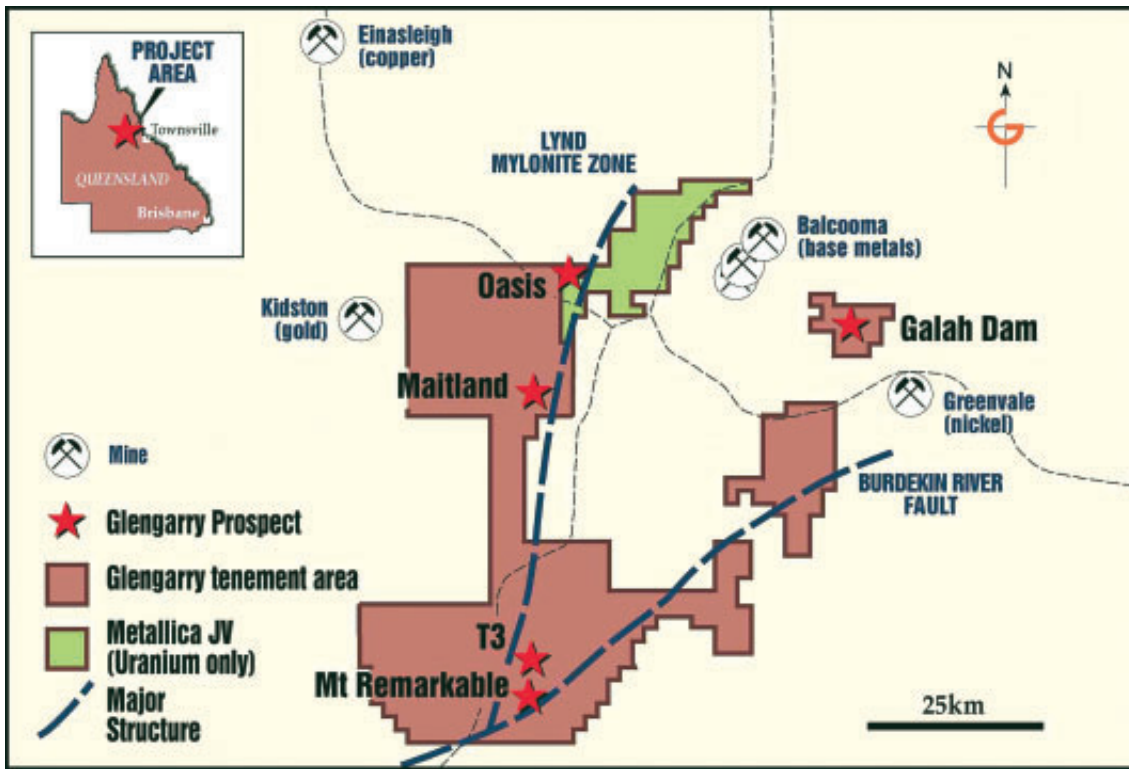 PROJECT
AREA
Townsville
QUEENSLAND
Brisbane
Einasleigh
(copper)
N
G
LYND
MYLONITE ZONE
Balcooma
(base metals)
Oasis
Kidston
(gold)
Galah Dam
Maitland
Greenvale
(nickel)
BURDEKIN RIVER
FAULT
Mine
Glengarry Prospect
Glengarry tenement area
Metallica JV
(Uranium only)
Major
Structure
T3
Mt Remarkable
25km